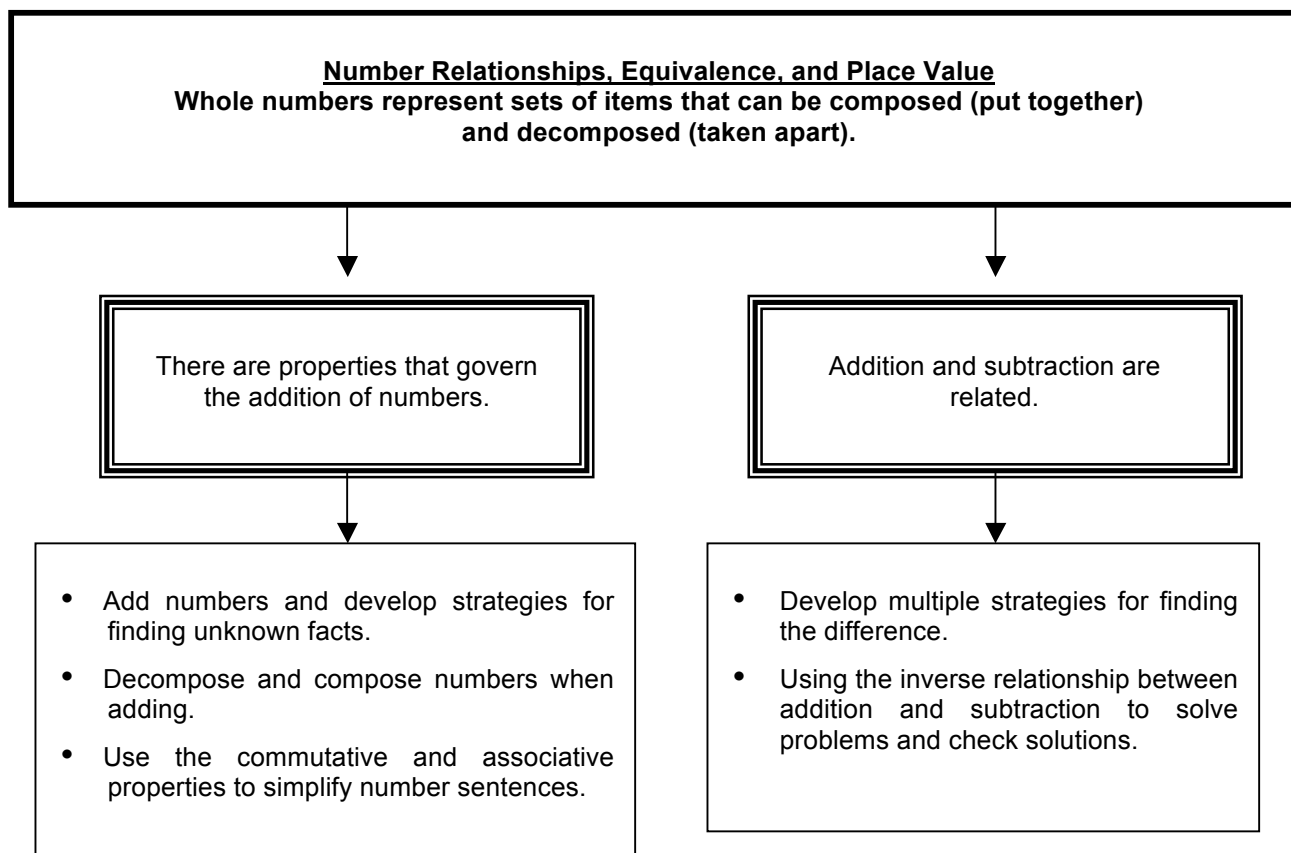 Number Relationships, Equivalence, and Place Value
Whole numbers represent sets of items that can be composed (put together)
and decomposed (taken apart).
There are properties that govern
the addition of numbers.
Addition and subtraction are
related.
• Add numbers and develop strategies for
finding unknown facts.
• Decompose and compose numbers when
adding.
• Use the commutative and associative
properties to simplify number sentences.
• Develop multiple strategies for finding
the difference.
• Using the inverse relationship between
addition and subtraction to solve
problems and check solutions.